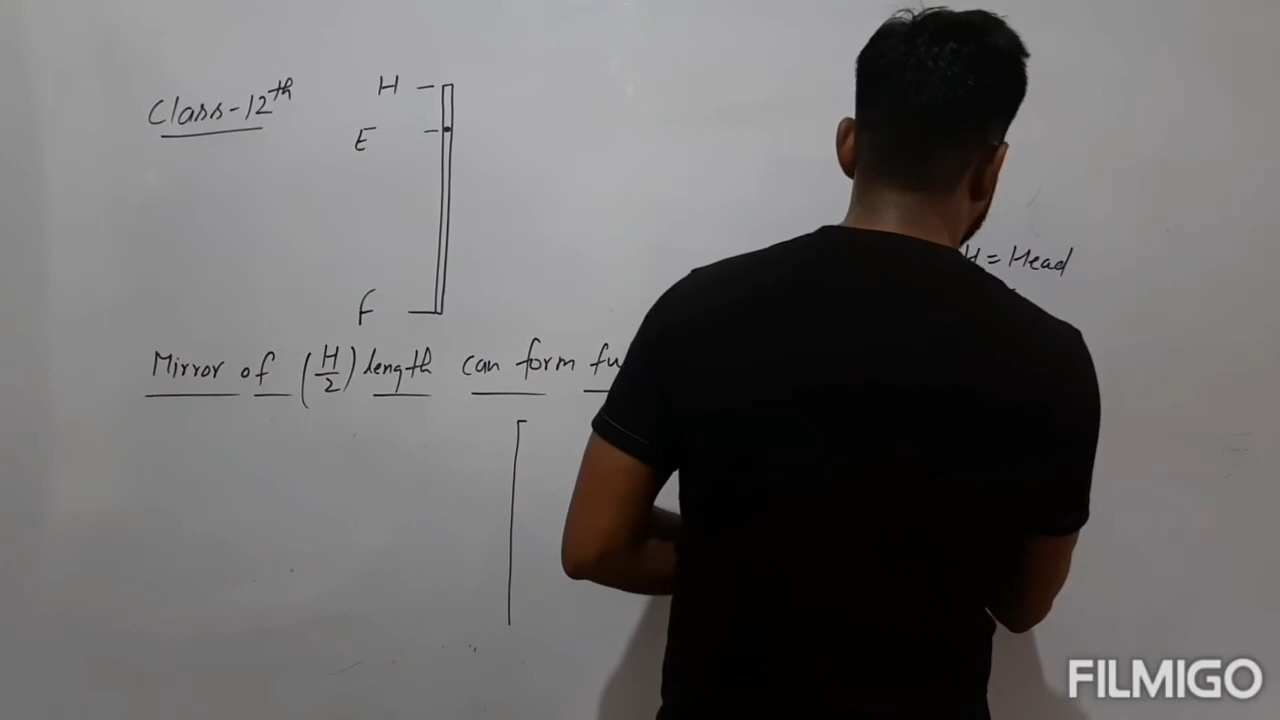 Class-12th
H
E
F
H = Head
Mirror of (H/2) length can form fu
FILMIGO